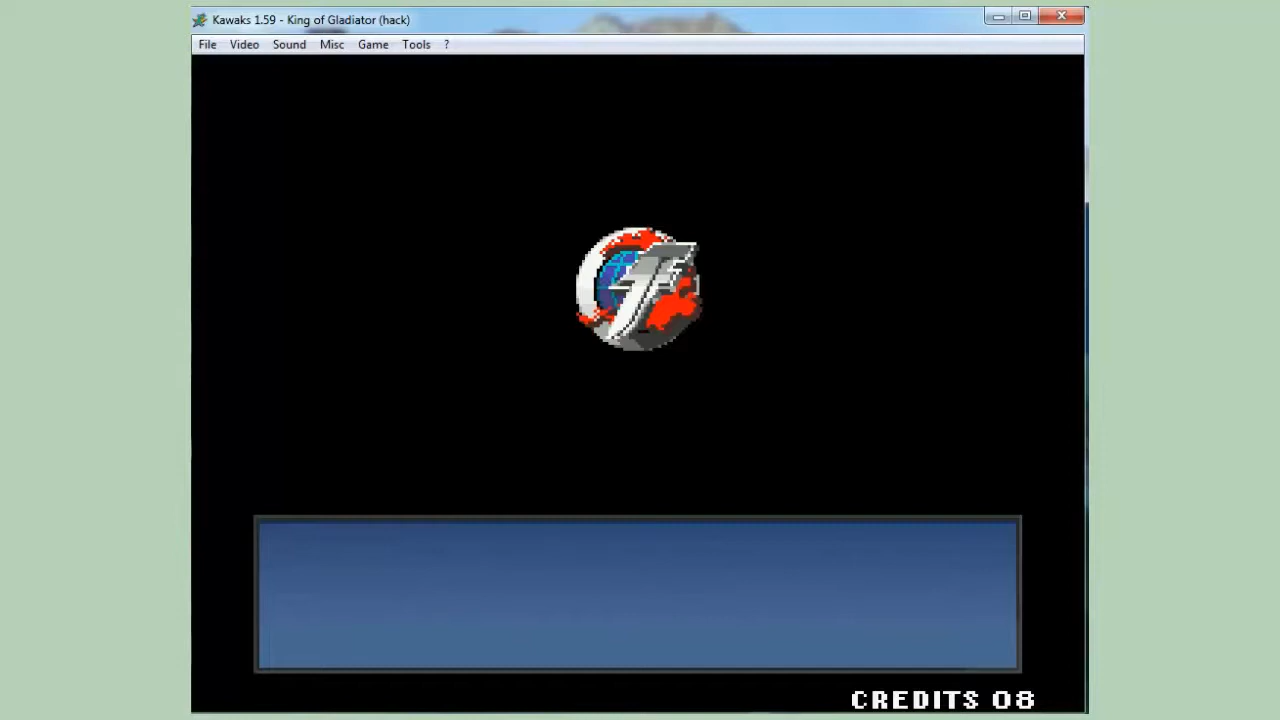 Kawaks 1.59 - King of Gladiator (hack)
File Video Sound Misc Game Tools ?
CREDITS 08